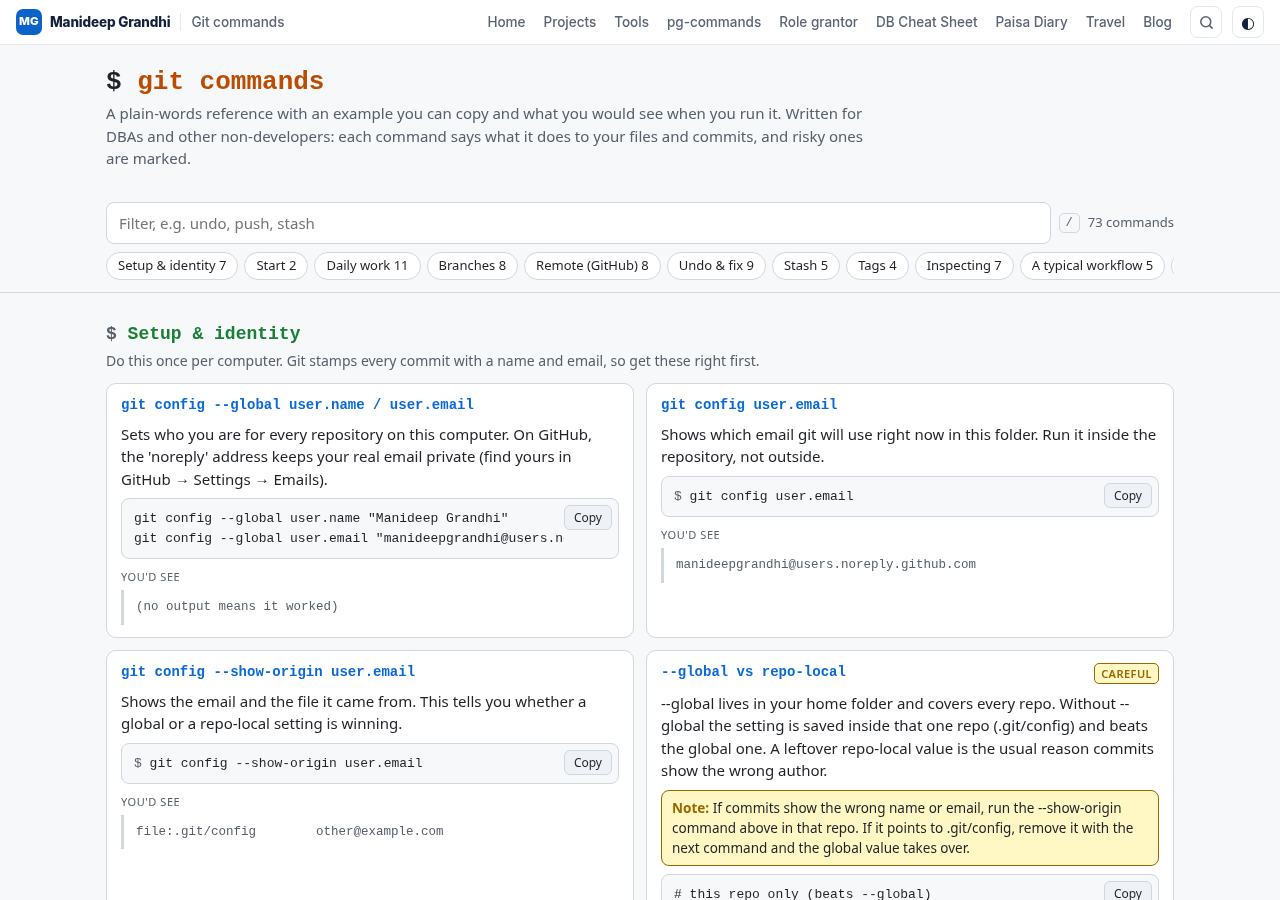 MG Manideep Grandhi Git commands Home Projects Tools pg-commands Role grantor DB Cheat Sheet Paisa Diary Travel Blog
$ git commands
A plain-words reference with an example you can copy and what you would see when you run it. Written for
DBAs and other non-developers: each command says what it does to your files and commits, and risky ones
are marked.
Filter, e.g. undo, push, stash / 73 commands
Setup & identity 7 Start 2 Daily work 11 Branches 8 Remote (GitHub) 8 Undo & fix 9 Stash 5 Tags 4 Inspecting 7 A typical workflow 5
$ Setup & identity
Do this once per computer. Git stamps every commit with a name and email, so get these right first.
git config --global user.name / user.email
Sets who you are for every repository on this computer. On GitHub,
the 'noreply' address keeps your real email private (find yours in
GitHub → Settings → Emails).
git config --global user.name "Manideep Grandhi"
Copy
git config --global user.email "manideepgrandhi@users.n
YOU'D SEE
(no output means it worked)
git config user.email
Shows which email git will use right now in this folder. Run it inside the
repository, not outside.
$ git config user.email
Copy
YOU'D SEE
manideepgrandhi@users.noreply.github.com
git config --show-origin user.email
Shows the email and the file it came from. This tells you whether a
global or a repo-local setting is winning.
$ git config --show-origin user.email
Copy
YOU'D SEE
file:.git/config other@example.com
--global vs repo-local
CAREFUL
--global lives in your home folder and covers every repo. Without --
global the setting is saved inside that one repo (.git/config) and beats
the global one. A leftover repo-local value is the usual reason commits
show the wrong author.
Note: If commits show the wrong name or email, run the --show-origin
command above in that repo. If it points to .git/config, remove it with the
next command and the global value takes over.
# this repo only (beats --global)
Copy